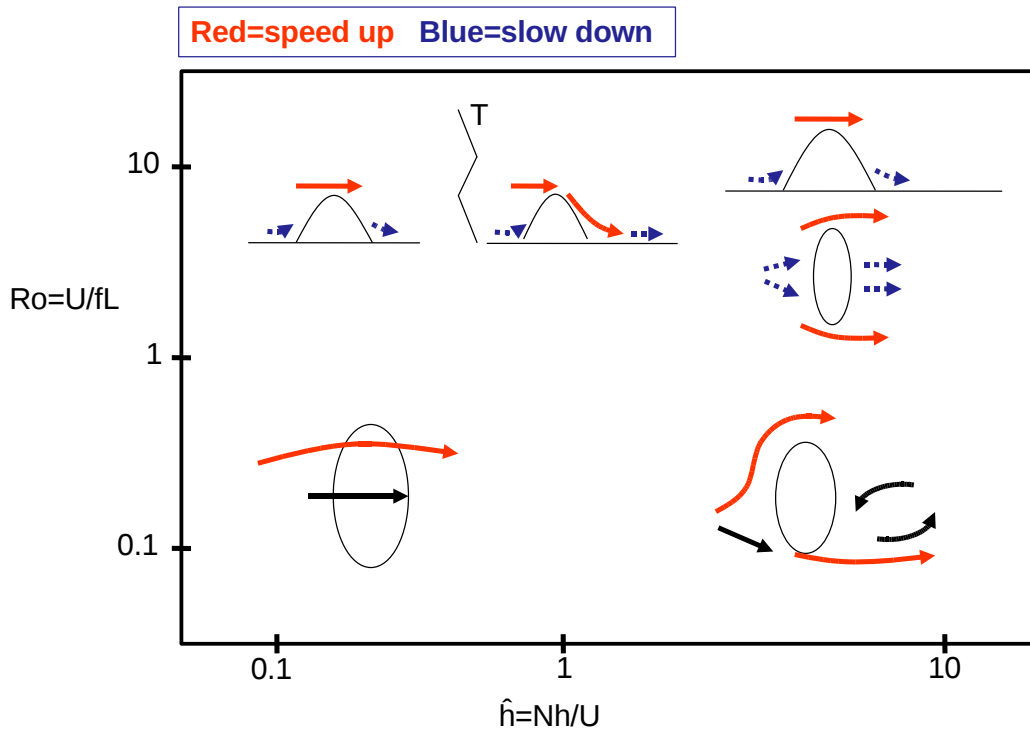 Red=speed up Blue=slow down
T
10
Ro=U/fL
1
0.1
0.1 1 10
ĥ=Nh/U